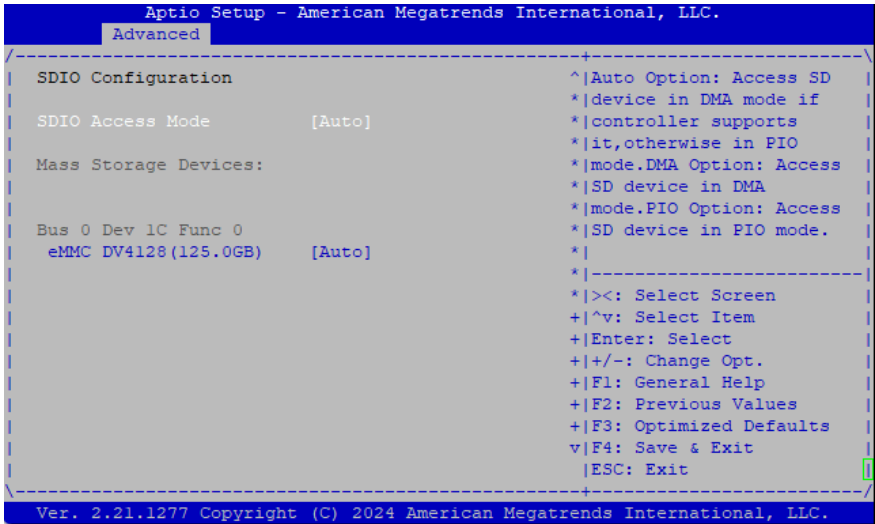 Aptio Setup - American Megatrends International, LLC.
Advanced
/----------------------------------------------------+-------------------------\
| SDIO Configuration ^|Auto Option: Access SD |
| *|device in DMA mode if |
| SDIO Access Mode [Auto] *|controller supports |
| *|it,otherwise in PIO |
| Mass Storage Devices: *|mode.DMA Option: Access |
| *|SD device in DMA |
| *|mode.PIO Option: Access |
| Bus 0 Dev 1C Func 0 *|SD device in PIO mode. |
| eMMC DV4128(125.0GB) [Auto] *| |
| *|-------------------------|
| *|><: Select Screen |
| +|^v: Select Item |
| +|Enter: Select |
| +|+/-: Change Opt. |
| +|F1: General Help |
| +|F2: Previous Values |
| +|F3: Optimized Defaults |
| v|F4: Save & Exit |
| |ESC: Exit |
\----------------------------------------------------+-------------------------/
Ver. 2.21.1277 Copyright (C) 2024 American Megatrends International, LLC.